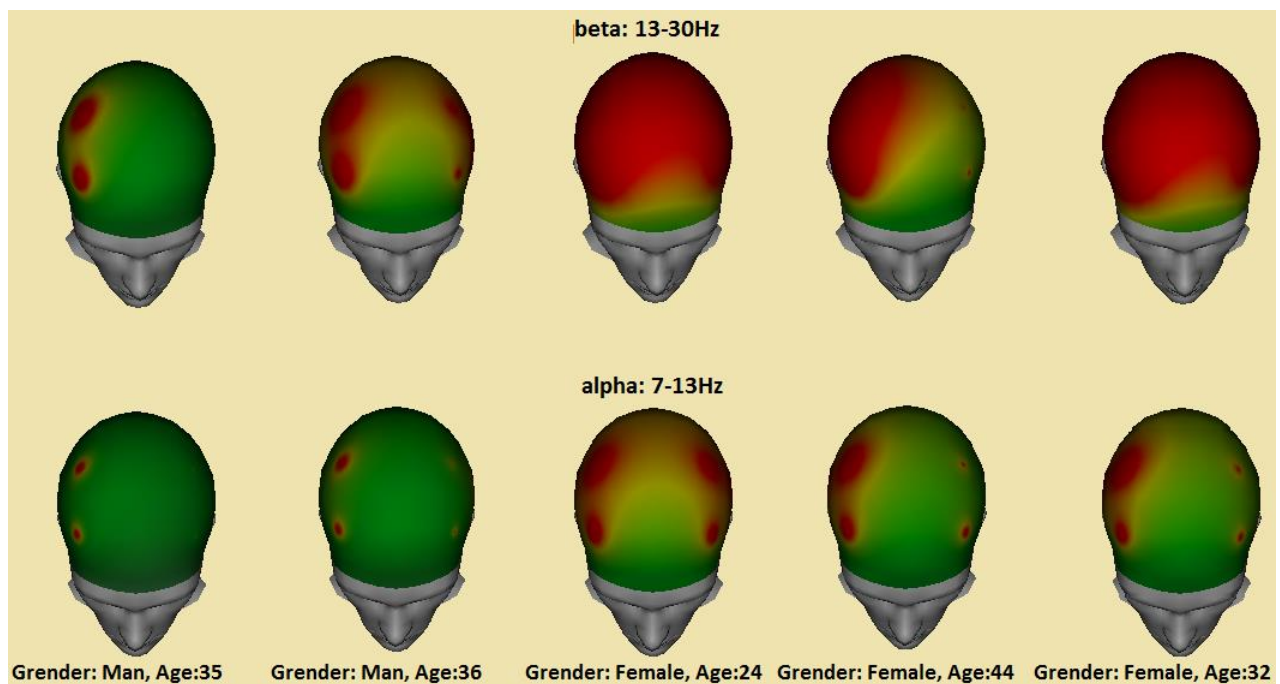 beta: 13-30Hz
alpha: 7-13Hz
Grender: Man, Age:35
Grender: Man, Age:36
Grender: Female, Age:24
Grender: Female, Age:44
Grender: Female, Age:32